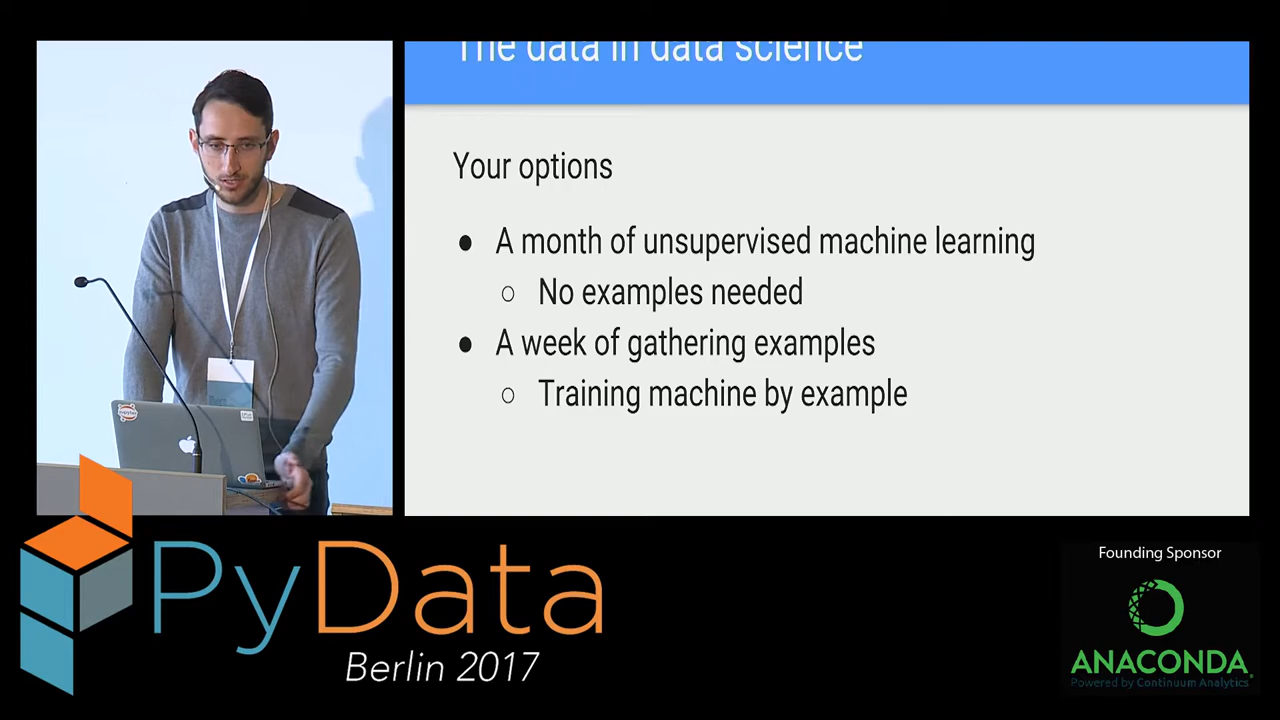 The data in data science
Your options
● A month of unsupervised machine learning
○ No examples needed
● A week of gathering examples
○ Training machine by example
PyData
Berlin 2017
Founding Sponsor
ANACONDA
Powered by Continuum Analytics